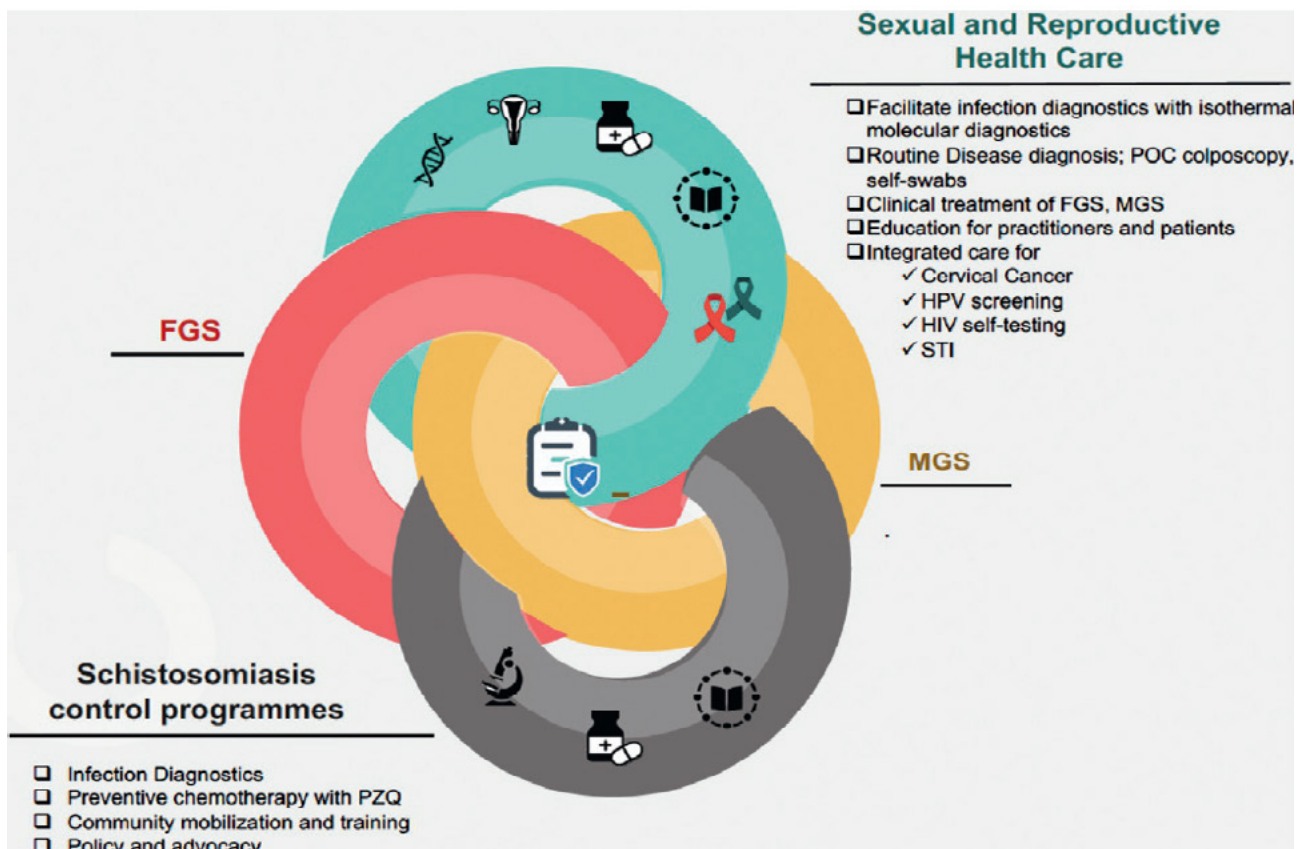 Sexual and Reproductive
Health Care
❑Facilitate infection diagnostics with isothermal
molecular diagnostics
❑Routine Disease diagnosis; POC colposcopy,
self-swabs
❑Clinical treatment of FGS, MGS
❑Education for practitioners and patients
❑Integrated care for
✓Cervical Cancer
✓HPV screening
✓HIV self-testing
✓STI
FGS
MGS
Schistosomiasis
control programmes
❑ Infection Diagnostics
❑ Preventive chemotherapy with PZQ
❑ Community mobilization and training
❑ Policy and advocacy